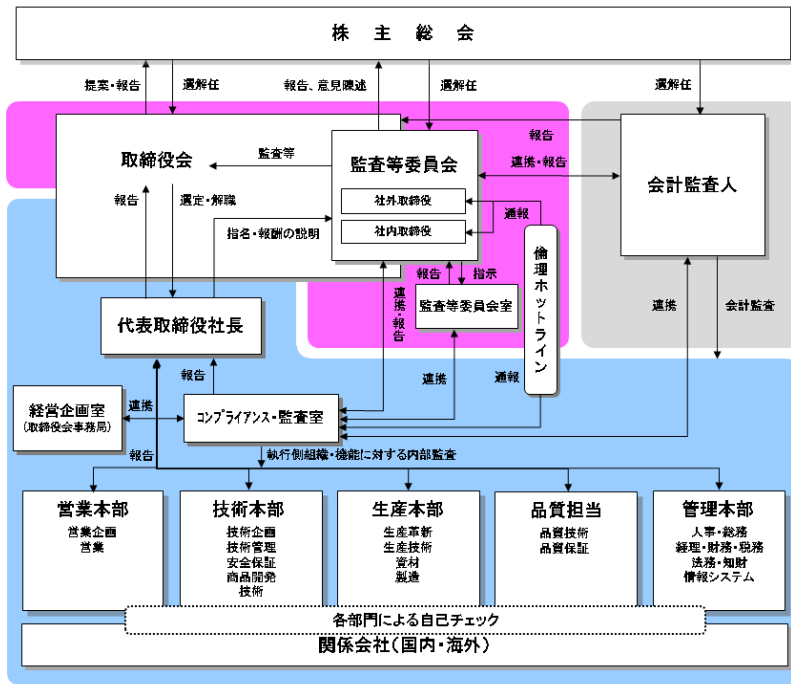 株主総会
提案・報告
選解任
報告、意見陳述
選解任
選解任
報告
取締役会
監査等
監査等委員会
連携・報告
会計監査人
社外取締役
社内取締役
通報
報告
選定・解職
指名・報酬の説明
倫理ホットライン
報告
指示
監査等委員会室
連携・報告
代表取締役社長
連携
会計監査
報告
連携
通報
経営企画室
(取締役会事務局)
連携
コンプライアンス・監査室
報告
執行側組織・機能に対する内部監査
営業本部
営業企画
営業
技術本部
技術企画
技術管理
安全保証
商品開発
技術
生産本部
生産革新
生産技術
資材
製造
品質担当
品質技術
品質保証
管理本部
人事・総務
経理・財務・税務
法務・知財
情報システム
各部門による自己チェック
関係会社(国内・海外)